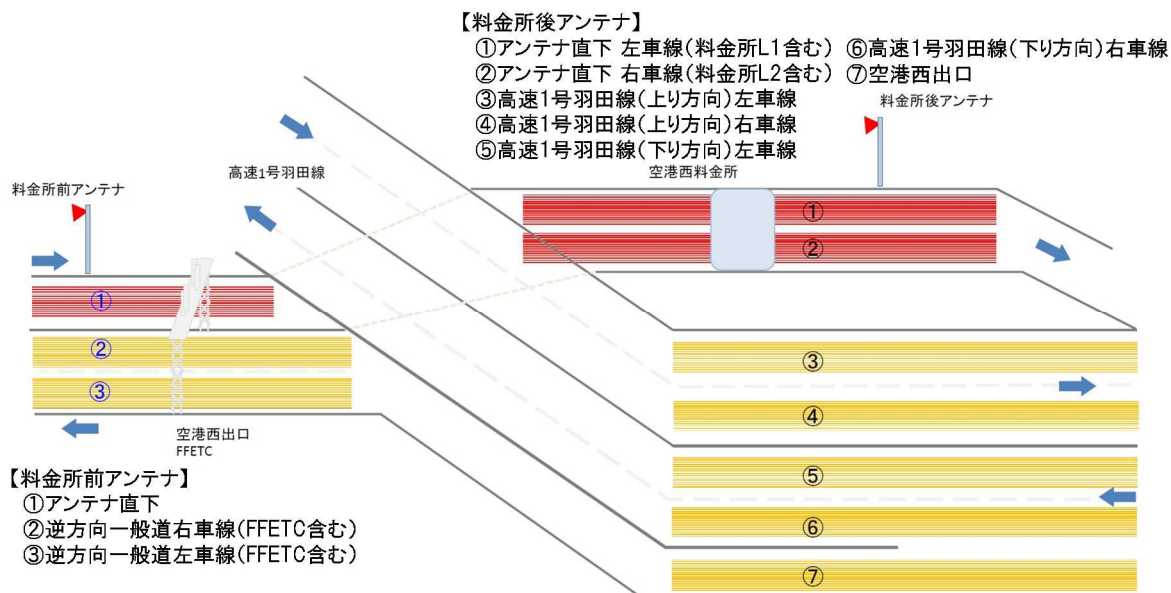 【料金所後アンテナ】
①アンテナ直下 左車線(料金所L1含む) ⑥高速1号羽田線(下り方向)右車線
②アンテナ直下 右車線(料金所L2含む) ⑦空港西出口
③高速1号羽田線(上り方向)左車線
④高速1号羽田線(上り方向)右車線
⑤高速1号羽田線(下り方向)左車線
料金所後アンテナ
空港西料金所
高速1号羽田線
料金所前アンテナ
①
②
③
①
②
③
④
⑤
⑥
⑦
空港西出口
FFETC
【料金所前アンテナ】
①アンテナ直下
②逆方向一般道右車線(FFETC含む)
③逆方向一般道左車線(FFETC含む)